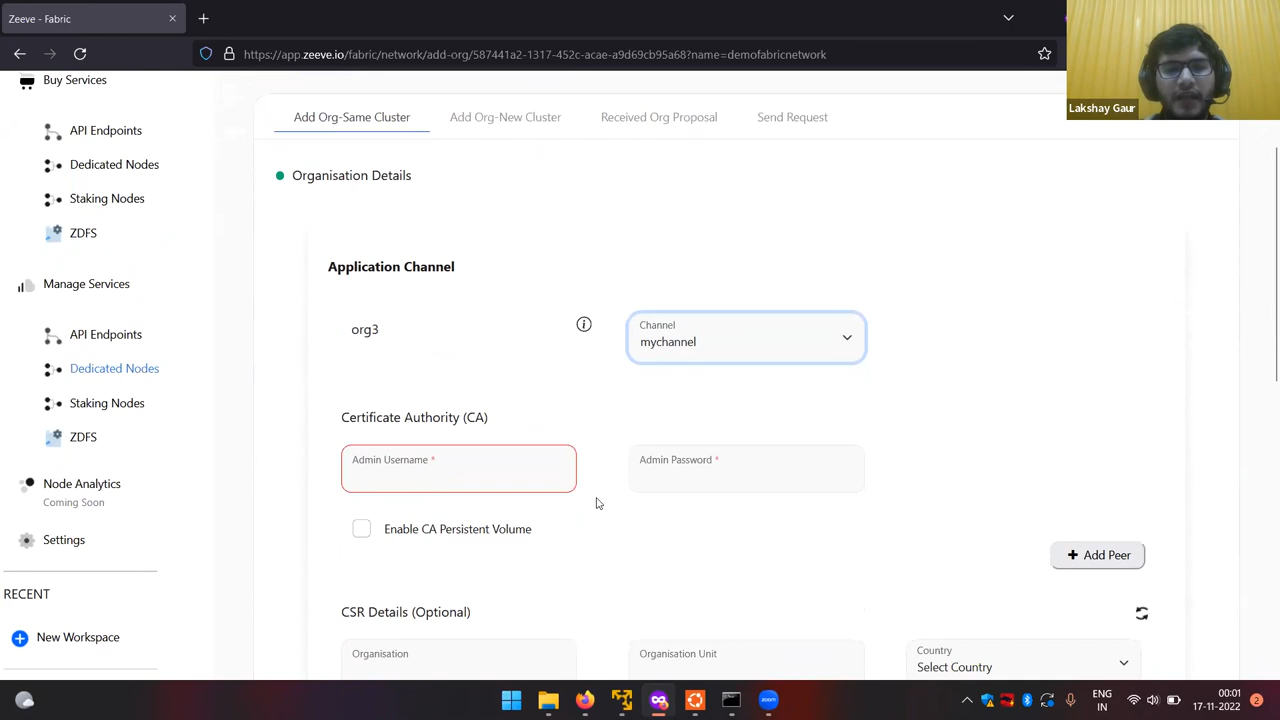 Zeeve - Fabric
https://app.zeeve.io/fabric/network/add-org/587441a2-1317-452c-acae-a9d69cb95a68?name=demofabricnetwork
Lakshay Gaur
Buy Services
API Endpoints
Dedicated Nodes
Staking Nodes
ZDFS
Manage Services
API Endpoints
Dedicated Nodes
Staking Nodes
ZDFS
Node Analytics
Coming Soon
Settings
RECENT
New Workspace
Add Org-Same Cluster
Add Org-New Cluster
Received Org Proposal
Send Request
Organisation Details
Application Channel
org3
Channel
mychannel
Certificate Authority (CA)
Admin Username *
Admin Password *
Enable CA Persistent Volume
Add Peer
CSR Details (Optional)
Organisation
Organisation Unit
Country
Select Country
zoom
ENG
IN
00:01
17-11-2022
2